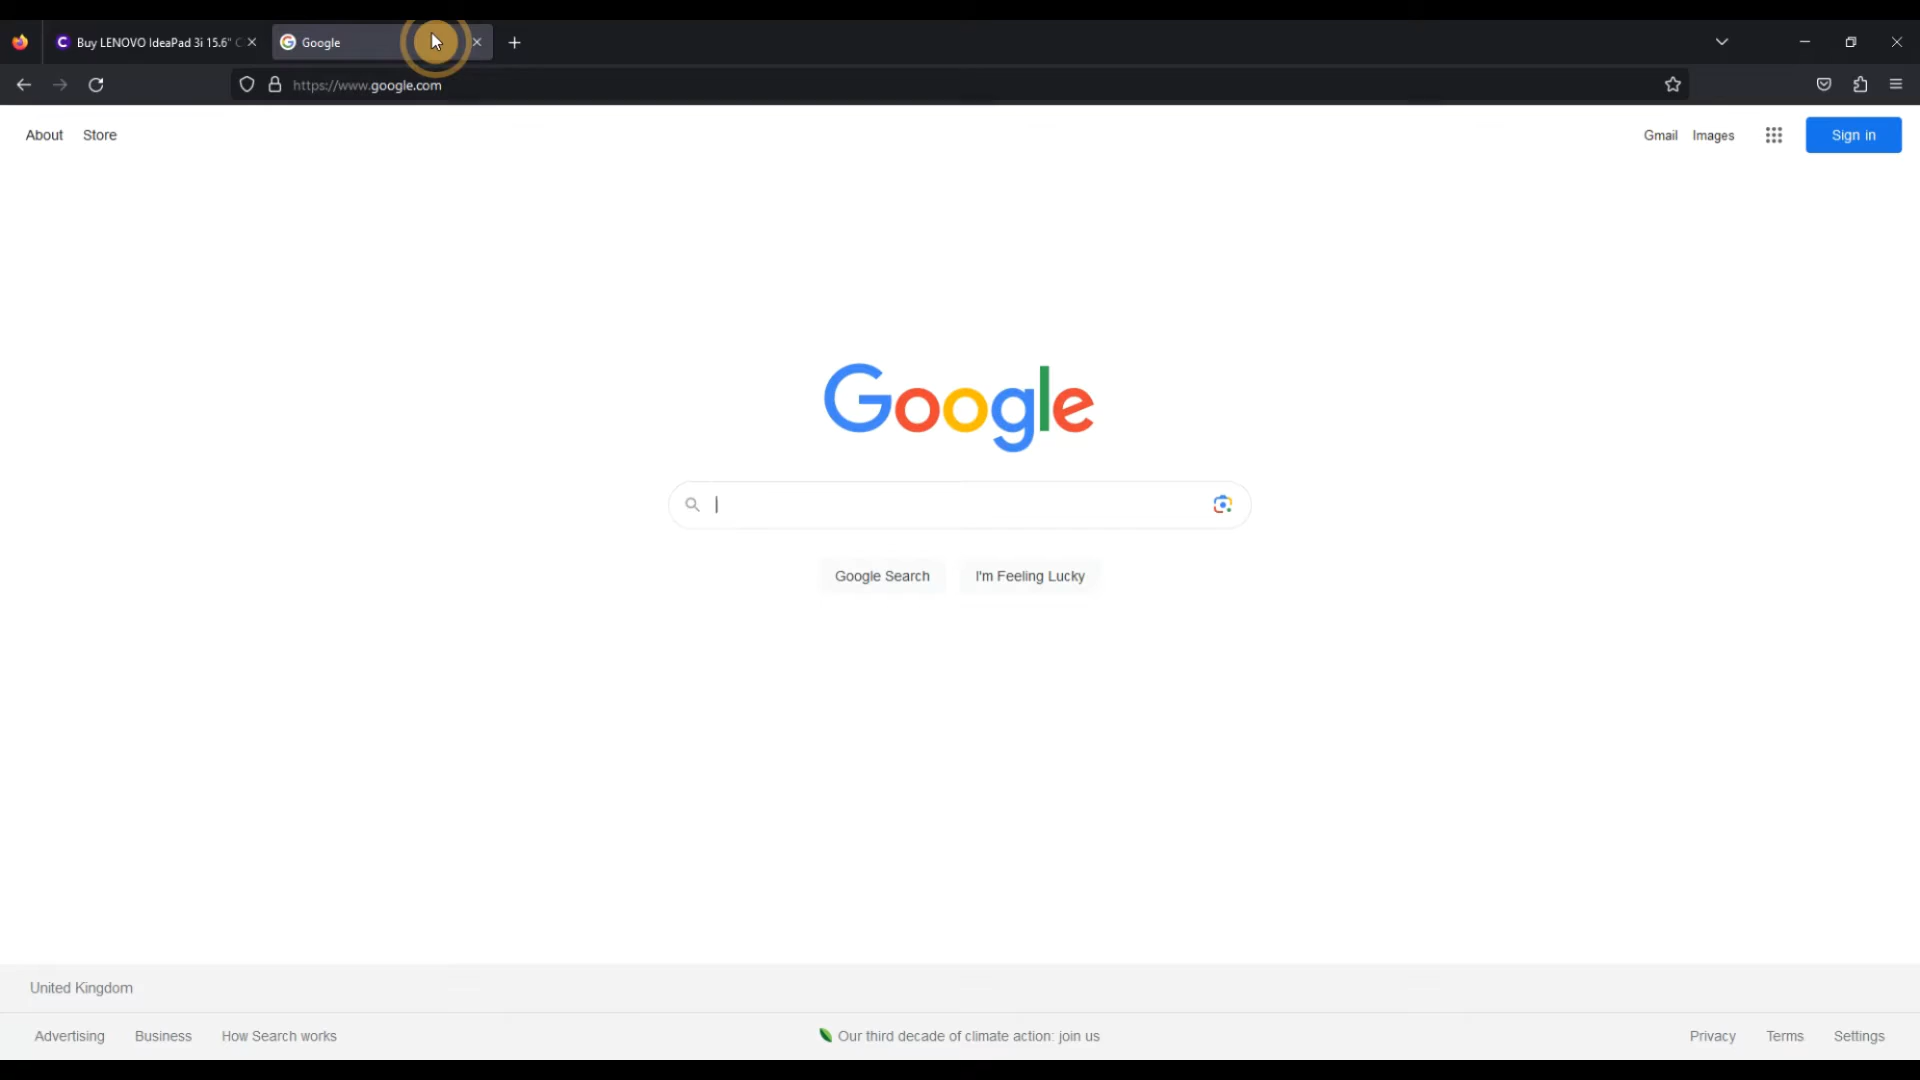 Buy LENOVO IdeaPad 3i 15.6"
Google
https://www.google.com
About Store
Gmail Images Sign in
Google
Google Search I'm Feeling Lucky
United Kingdom
Advertising Business How Search works
Our third decade of climate action: join us
Privacy Terms Settings